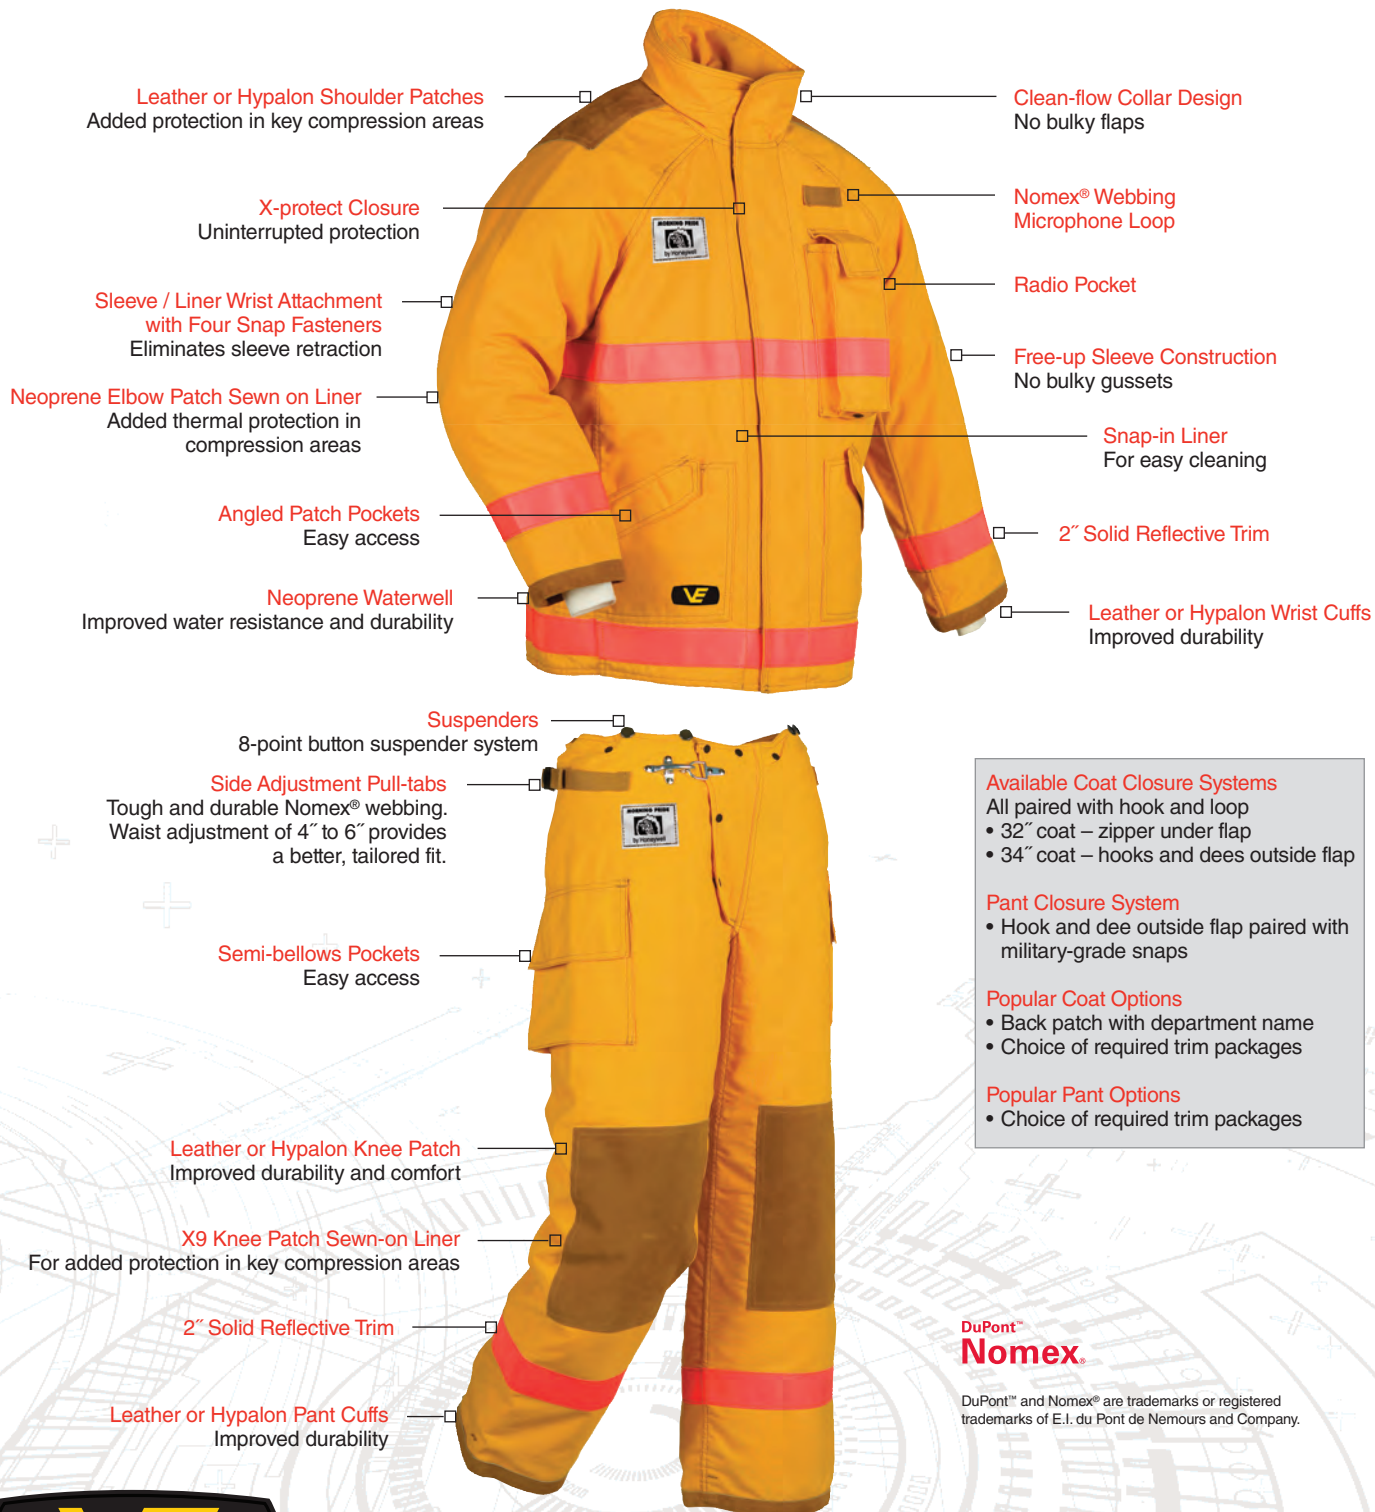 Leather or Hypalon Shoulder Patches
Added protection in key compression areas
X-protect Closure
Uninterrupted protection
Sleeve / Liner Wrist Attachment
with Four Snap Fasteners
Eliminates sleeve retraction
Neoprene Elbow Patch Sewn on Liner
Added thermal protection in
compression areas
Angled Patch Pockets
Easy access
Neoprene Waterwell
Improved water resistance and durability
Clean-flow Collar Design
No bulky flaps
Nomex® Webbing
Microphone Loop
Radio Pocket
Free-up Sleeve Construction
No bulky gussets
Snap-in Liner
For easy cleaning
2˝ Solid Reflective Trim
Leather or Hypalon Wrist Cuffs
Improved durability
MORNING PRIDE
by Honeywell
VE
Suspenders
8-point button suspender system
Side Adjustment Pull-tabs
Tough and durable Nomex® webbing.
Waist adjustment of 4˝ to 6˝ provides
a better, tailored fit.
MORNING PRIDE
by Honeywell
Semi-bellows Pockets
Easy access
Leather or Hypalon Knee Patch
Improved durability and comfort
X9 Knee Patch Sewn-on Liner
For added protection in key compression areas
2˝ Solid Reflective Trim
Leather or Hypalon Pant Cuffs
Improved durability
Available Coat Closure Systems
All paired with hook and loop
• 32˝ coat – zipper under flap
• 34˝ coat – hooks and dees outside flap
Pant Closure System
• Hook and dee outside flap paired with
military-grade snaps
Popular Coat Options
• Back patch with department name
• Choice of required trim packages
Popular Pant Options
• Choice of required trim packages
DuPont™
Nomex®
DuPont™ and Nomex® are trademarks or registered
trademarks of E.I. du Pont de Nemours and Company.
VE